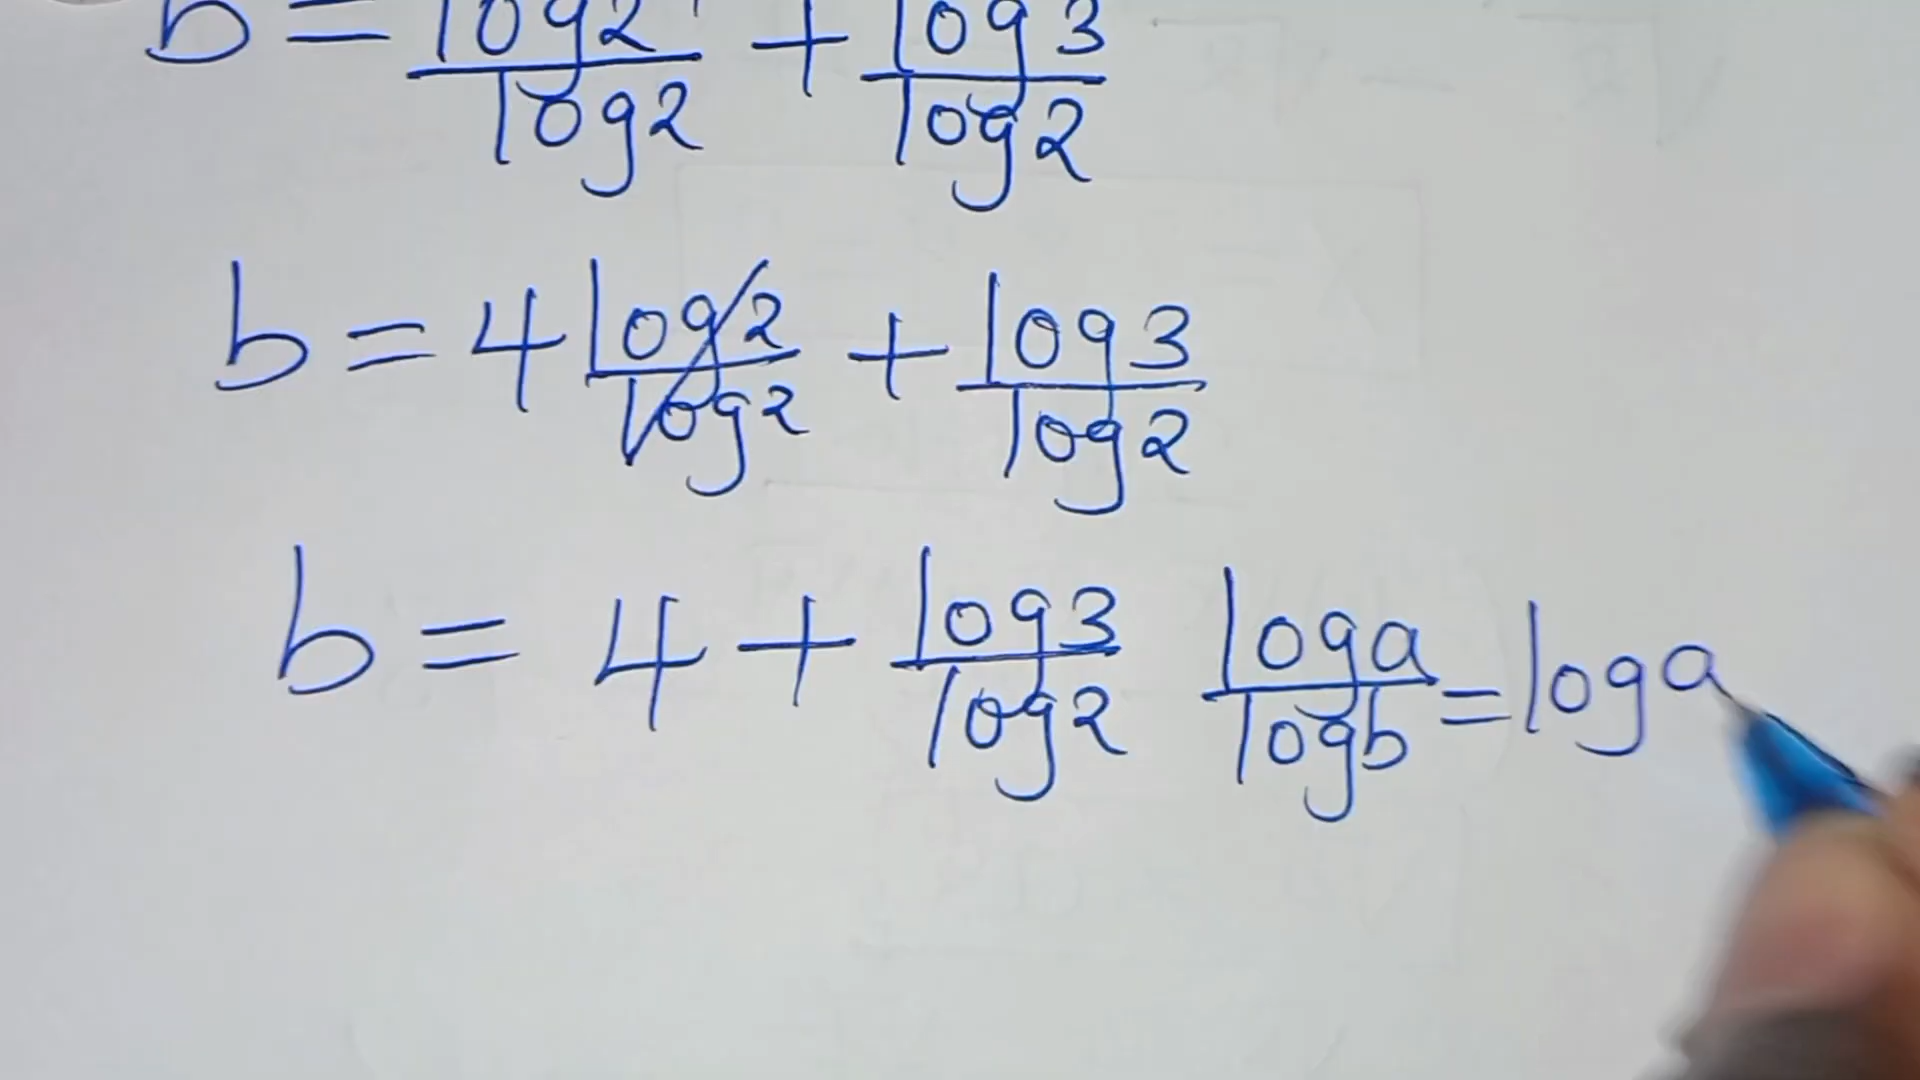 b = log2 / log2 + log3 / log2
b = 4 log2 / log2 + log3 / log2
b = 4 + log3 / log2 loga / logb = loga